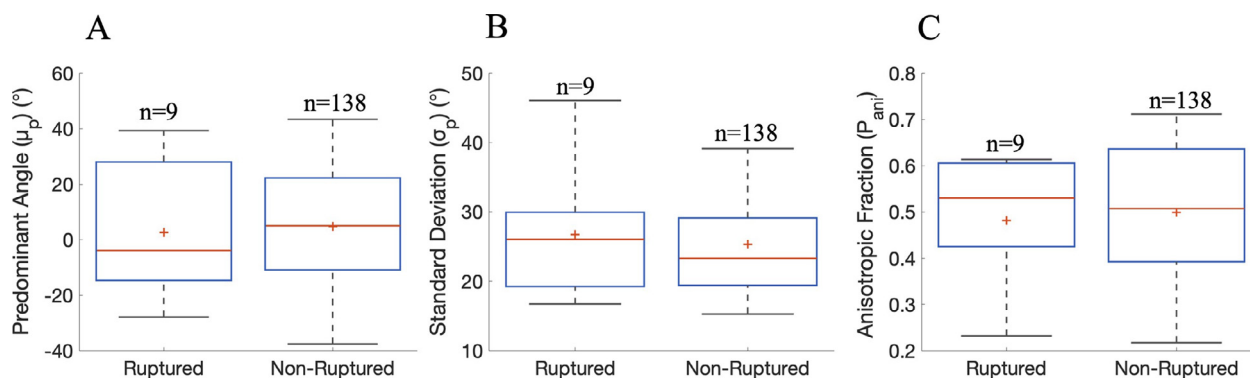 A
Predominant Angle (μp) (°)
60
40
20
0
-20
-40
n=9
n=138
Ruptured
Non-Ruptured
B
Standard Deviation (σp) (°)
50
40
30
20
10
n=9
n=138
Ruptured
Non-Ruptured
C
Anisotropic Fraction (Pani)
0.8
0.7
0.6
0.5
0.4
0.3
0.2
n=9
n=138
Ruptured
Non-Ruptured